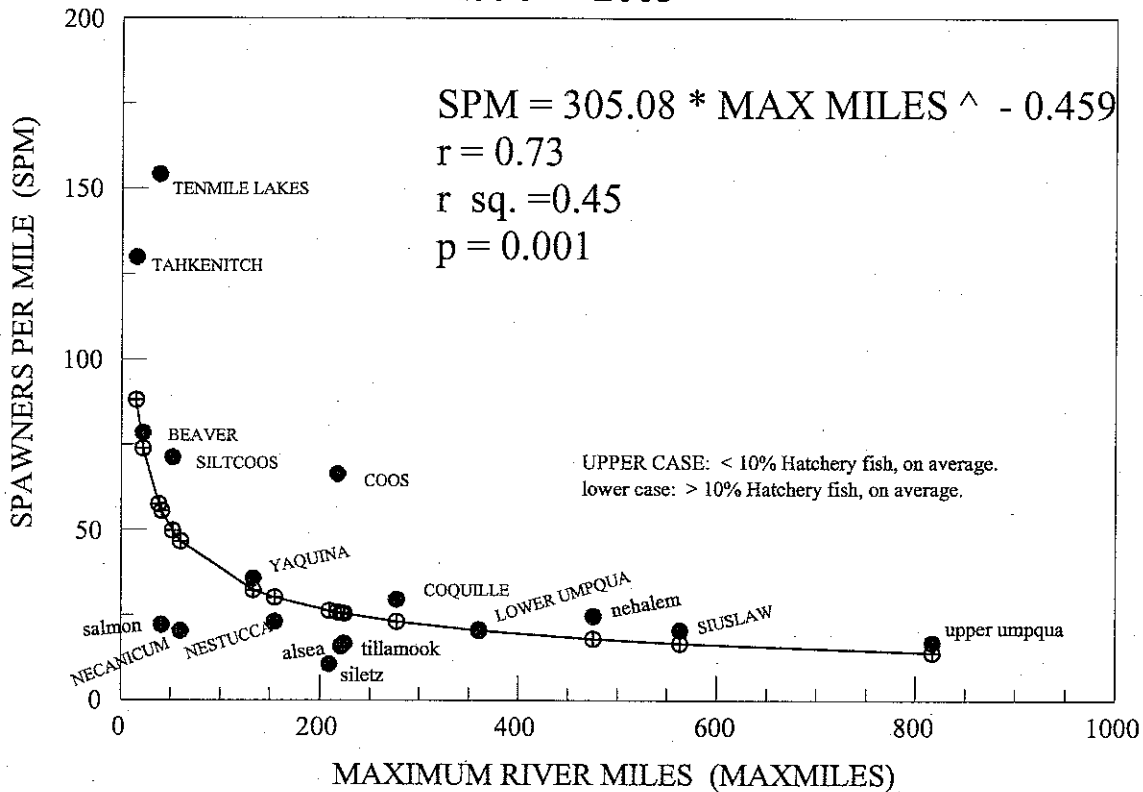 200
SPM = 305.08 * MAX MILES ^ - 0.459
r = 0.73
r sq. =0.45
p = 0.001
150
TENMILE LAKES
TAHKENITCH
100
BEAVER
SILTCOOS
COOS
UPPER CASE: < 10% Hatchery fish, on average.
lower case: > 10% Hatchery fish, on average.
50
YAQUINA
COQUILLE
LOWER UMPQUA
nehalem
SIUSLAW
upper umpqua
salmon
NECANICUM
NESTUCCA
alsea
tillamook
siletz
0
0
200
400
600
800
1000
SPAWNERS PER MILE (SPM)
MAXIMUM RIVER MILES (MAXMILES)